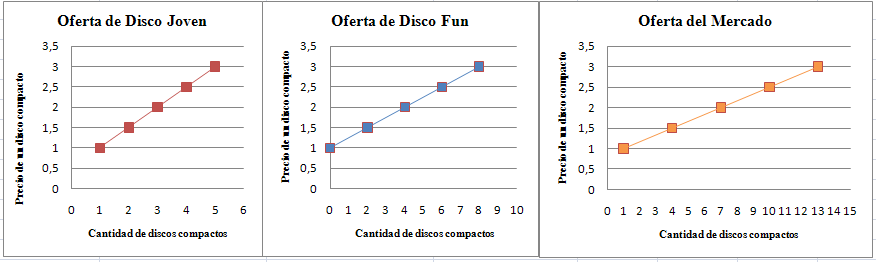 Oferta de Disco Joven
Precio de un disco compacto
3,5
3
2,5
2
1,5
1
0,5
0
0 1 2 3 4 5 6
Cantidad de discos compactos
Oferta de Disco Fun
Precio de un disco compacto
3,5
3
2,5
2
1,5
1
0,5
0
0 1 2 3 4 5 6 7 8 9 10
Cantidad de discos compactos
Oferta del Mercado
Precio de un disco compacto
3,5
3
2,5
2
1,5
1
0,5
0
0 1 2 3 4 5 6 7 8 9 10 11 12 13 14 15
Cantidad de discos compactos